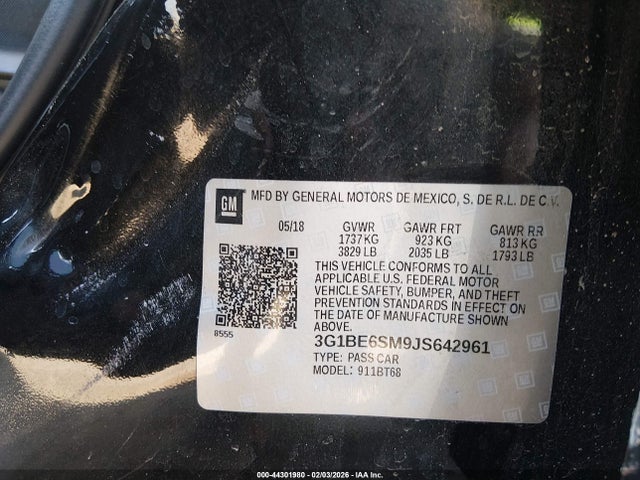 GM
MFD BY GENERAL MOTORS DE MEXICO, S. DE R.L. DE C.V.
05/18 GVWR GAWR FRT GAWR RR
1737 KG 923 KG 813 KG
3829 LB 2035 LB 1793 LB
THIS VEHICLE CONFORMS TO ALL
APPLICABLE U.S. FEDERAL MOTOR
VEHICLE SAFETY, BUMPER, AND THEFT
PREVENTION STANDARDS IN EFFECT ON
THE DATE OF MANUFACTURE SHOWN
ABOVE.
8555
3G1BE6SM9JS642961
TYPE: PASS CAR
MODEL: 911BT68
000-44301980 - 02/03/2026 - IAA Inc.